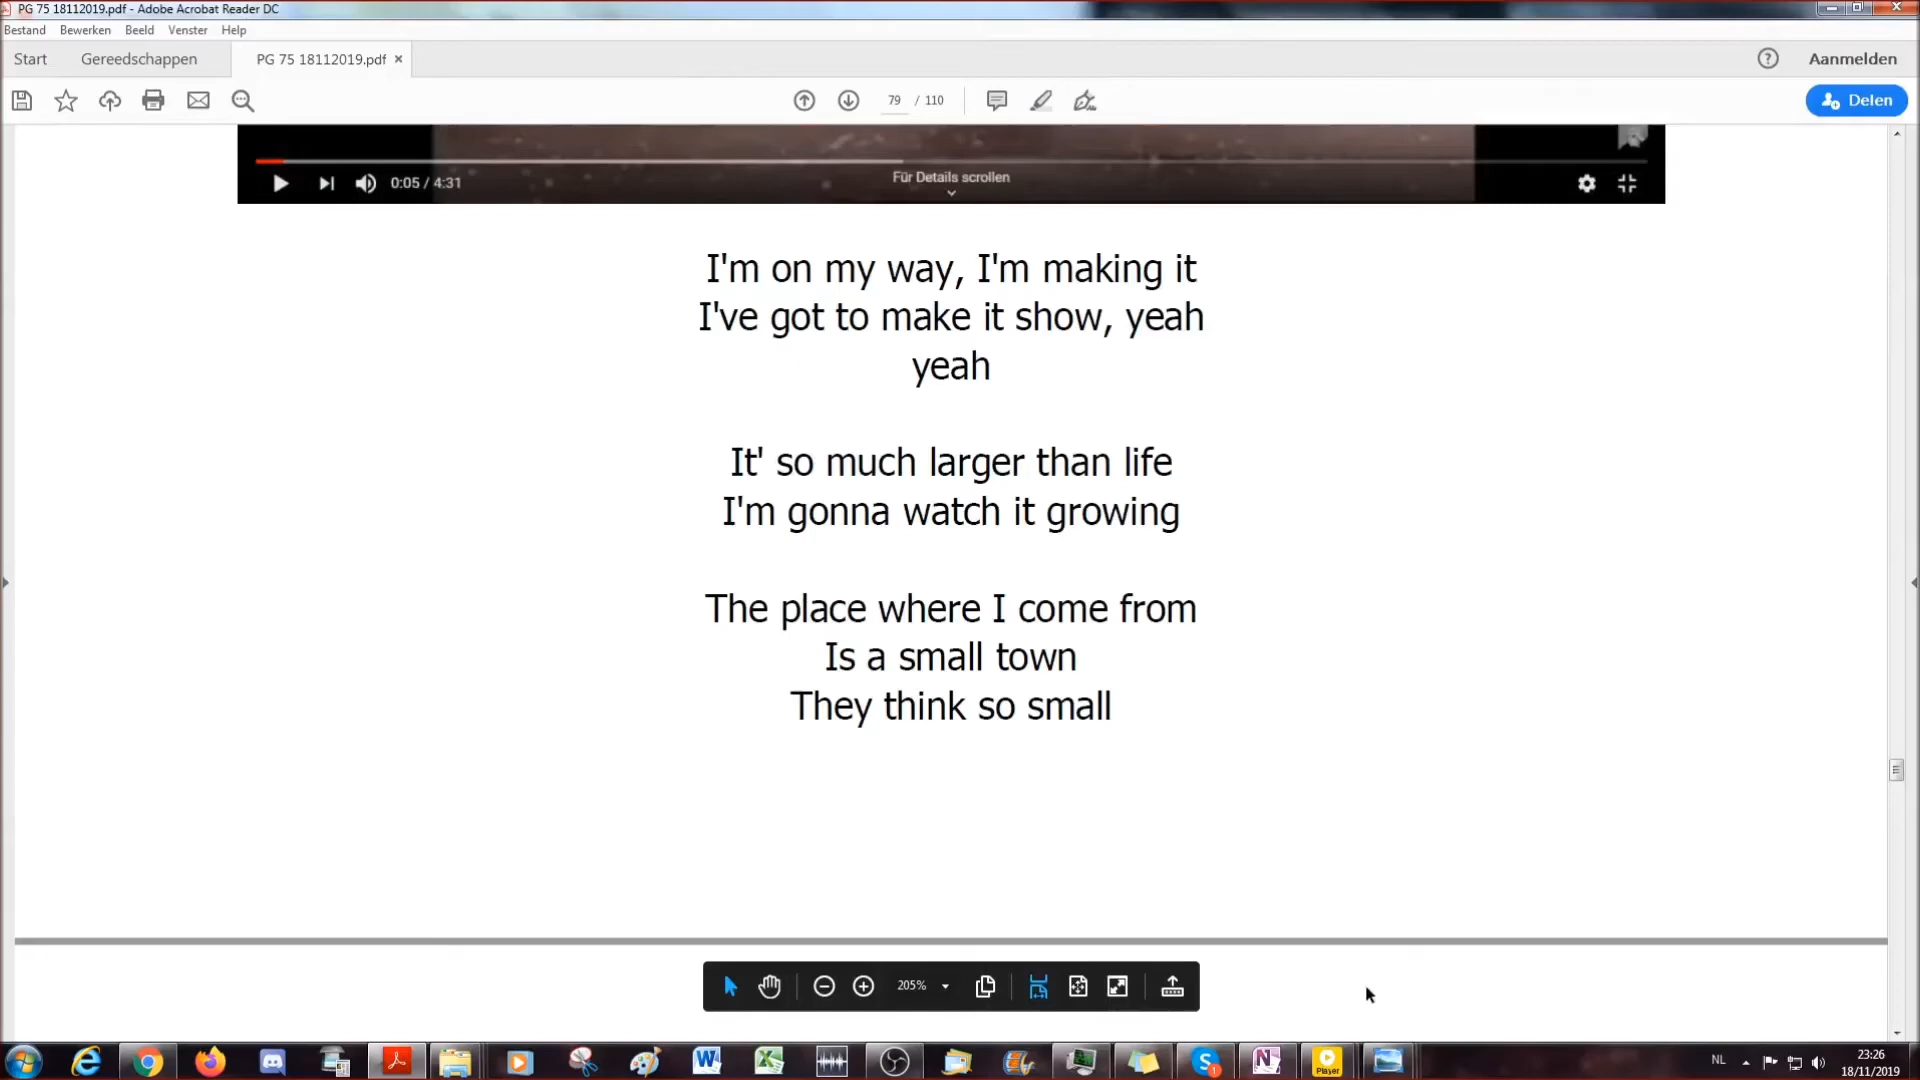 PG 75 18112019.pdf - Adobe Acrobat Reader DC
Bestand Bewerken Beeld Venster Help
Start Gereedschappen PG 75 18112019.pdf × Aanmelden
79 / 110 Delen
Für Details scrollen
0:05 / 4:31
I'm on my way, I'm making it
I've got to make it show, yeah
yeah
It' so much larger than life
I'm gonna watch it growing
The place where I come from
Is a small town
They think so small
205%
Player
NL 23:26
18/11/2019